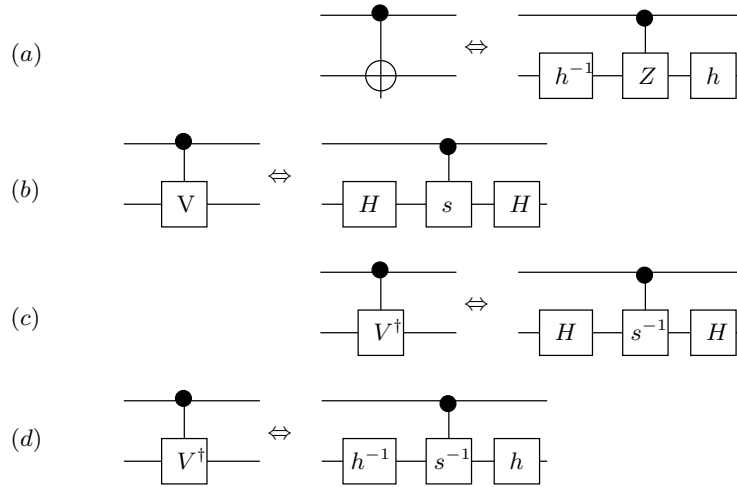 (a) ⇔ h⁻¹ Z h
(b) V ⇔ H s H
(c) V† ⇔ H s⁻¹ H
(d) V† ⇔ h⁻¹ s⁻¹ h